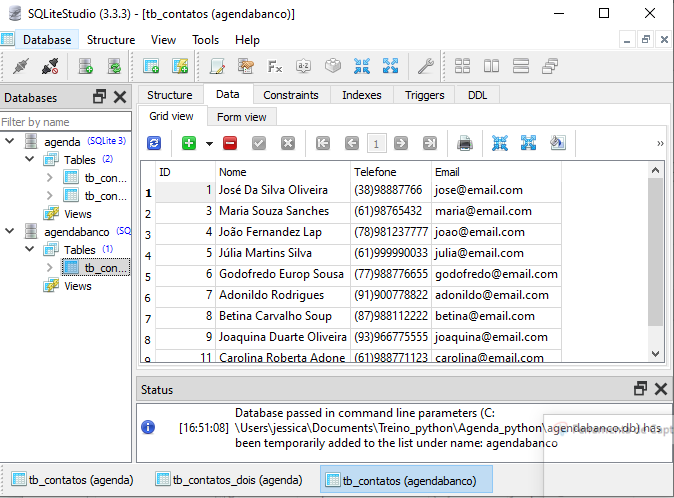 SQLiteStudio (3.3.3) - [tb_contatos (agendabanco)]
Database Structure View Tools Help
Databases
Filter by name
agenda (SQLite 3)
Tables (2)
tb_con...
tb_con...
Views
agendabanco (SQ
Tables (1)
tb_con...
Views
Structure Data Constraints Indexes Triggers DDL
Grid view Form view
1
ID Nome Telefone Email
1 1 José Da Silva Oliveira (38)98887766 jose@email.com
2 3 Maria Souza Sanches (61)98765432 maria@email.com
3 4 João Fernandez Lap (78)981237777 joao@email.com
4 5 Júlia Martins Silva (61)999990033 julia@email.com
5 6 Godofredo Europ Sousa (77)988776655 godofredo@email.com
6 7 Adonildo Rodrigues (91)900778822 adonildo@email.com
7 8 Betina Carvalho Soup (87)988112222 betina@email.com
8 9 Joaquina Duarte Oliveira (93)966775555 joaquina@email.com
9 11 Carolina Roberta Adone (61)988771123 carolina@email.com
Status
[16:51:08] Database passed in command line parameters (C:
\Users\jessica\Documents\Treino_python\Agenda_python\agendabanco.db) has
been temporarily added to the list under name: agendabanco
tb_contatos (agenda) tb_contatos_dois (agenda) tb_contatos (agendabanco)